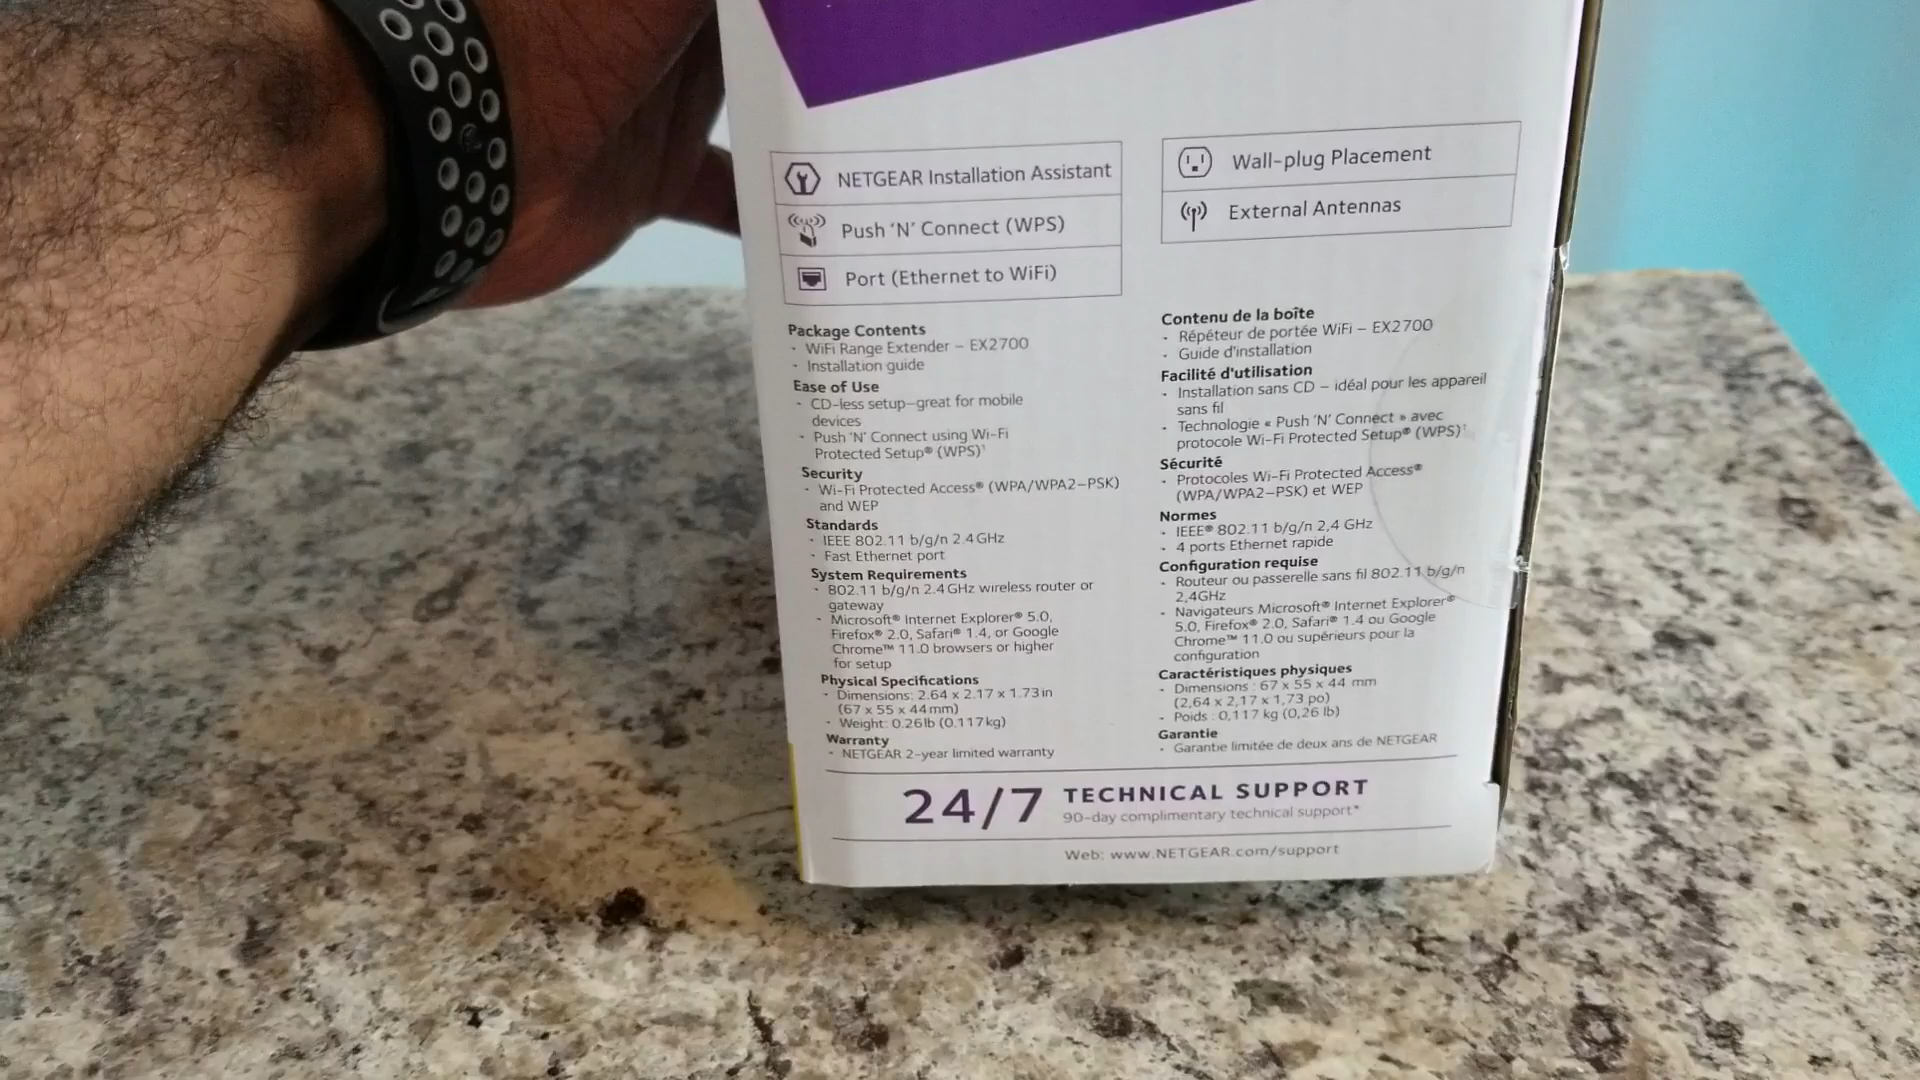 NETGEAR Installation Assistant
Push 'N' Connect (WPS)
Port (Ethernet to WiFi)
Wall-plug Placement
External Antennas
Package Contents
- WiFi Range Extender – EX2700
- Installation guide
Ease of Use
- CD-less setup—great for mobile
devices
- Push 'N' Connect using Wi-Fi
Protected Setup® (WPS)¹
Security
- Wi-Fi Protected Access® (WPA/WPA2-PSK)
and WEP
Standards
- IEEE 802.11 b/g/n 2.4GHz
- Fast Ethernet port
System Requirements
- 802.11 b/g/n 2.4GHz wireless router or
gateway
- Microsoft® Internet Explorer® 5.0,
Firefox® 2.0, Safari® 1.4, or Google
Chrome™ 11.0 browsers or higher
for setup
Physical Specifications
- Dimensions: 2.64 x 2.17 x 1.73in
(67 x 55 x 44mm)
- Weight: 0.26lb (0.117kg)
Warranty
- NETGEAR 2-year limited warranty
Contenu de la boîte
- Répéteur de portée WiFi – EX2700
- Guide d'installation
Facilité d'utilisation
- Installation sans CD – idéal pour les appareil
sans fil
- Technologie « Push 'N' Connect » avec
protocole Wi-Fi Protected Setup® (WPS)¹
Sécurité
- Protocoles Wi-Fi Protected Access®
(WPA/WPA2-PSK) et WEP
Normes
- IEEE® 802.11 b/g/n 2,4 GHz
- 4 ports Ethernet rapide
Configuration requise
- Routeur ou passerelle sans fil 802.11 b/g/n
2,4GHz
- Navigateurs Microsoft® Internet Explorer®
5.0, Firefox® 2.0, Safari® 1.4 ou Google
Chrome™ 11.0 ou supérieurs pour la
configuration
Caractéristiques physiques
- Dimensions : 67 x 55 x 44 mm
(2,64 x 2,17 x 1,73 po)
- Poids : 0,117 kg (0,26 lb)
Garantie
- Garantie limitée de deux ans de NETGEAR
24/7 TECHNICAL SUPPORT
90-day complimentary technical support*
Web: www.NETGEAR.com/support